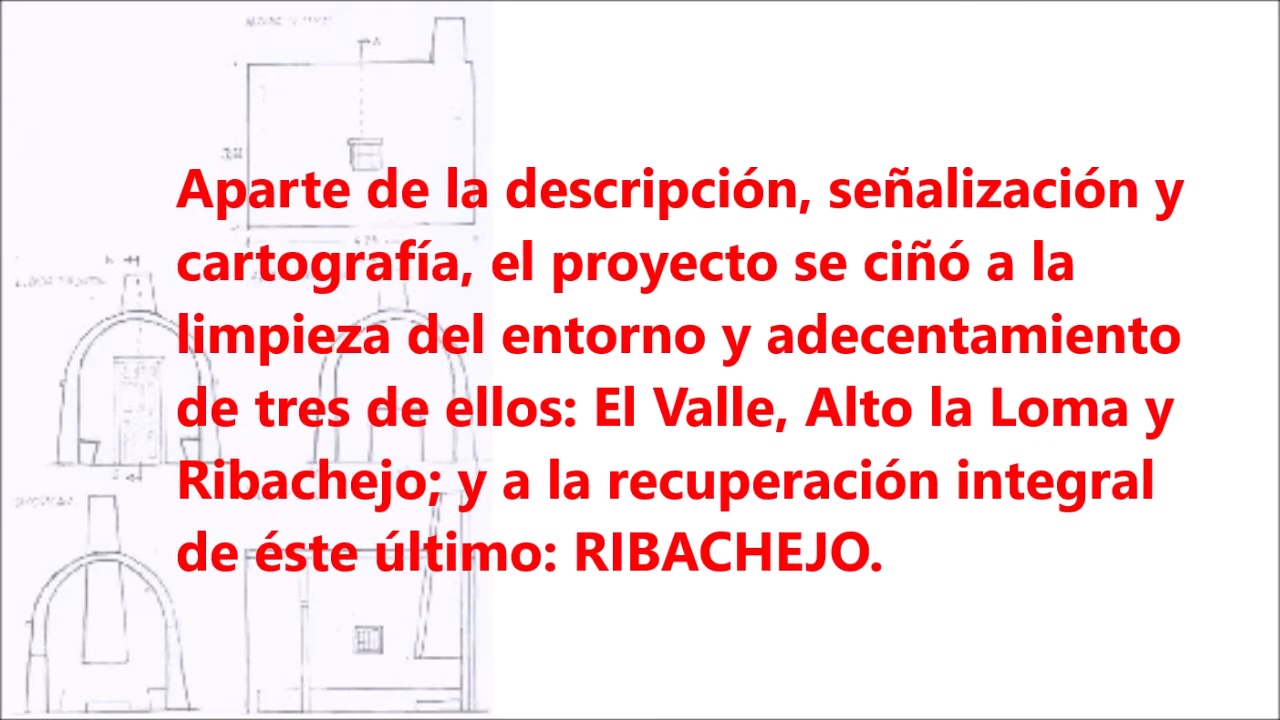 Aparte de la descripción, señalización y
cartografía, el proyecto se ciñó a la
limpieza del entorno y adecentamiento
de tres de ellos: El Valle, Alto la Loma y
Ribachejo; y a la recuperación integral
de éste último: RIBACHEJO.